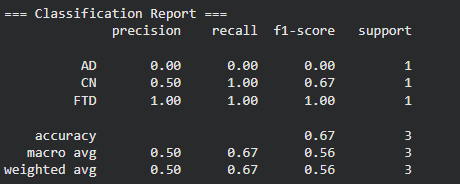 === Classification Report ===
precision recall f1-score support
AD 0.00 0.00 0.00 1
CN 0.50 1.00 0.67 1
FTD 1.00 1.00 1.00 1
accuracy 0.67 3
macro avg 0.50 0.67 0.56 3
weighted avg 0.50 0.67 0.56 3